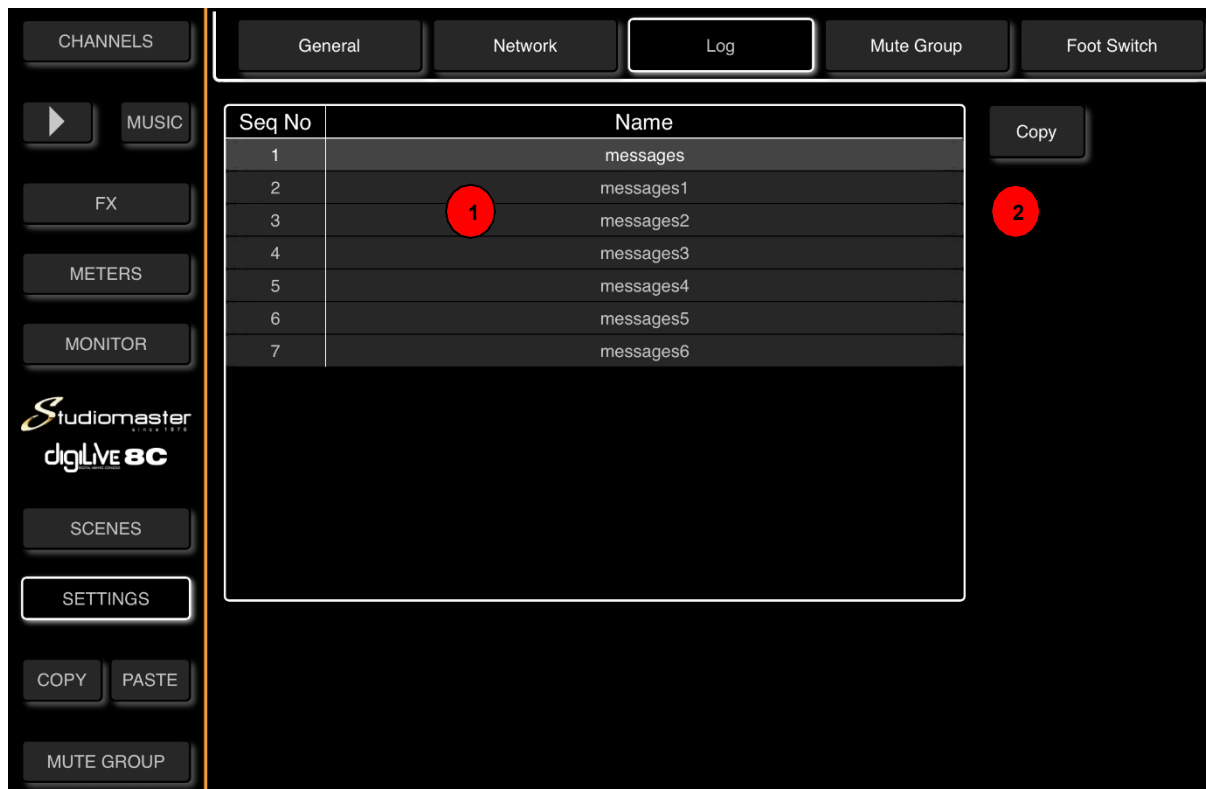 CHANNELS
MUSIC
FX
METERS
MONITOR
Studiomaster
since 1976
digiLiVE 8C
SCENES
SETTINGS
COPY PASTE
MUTE GROUP
General Network Log Mute Group Foot Switch
Seq No Name
1 messages
2 messages1
3 messages2
4 messages3
5 messages4
6 messages5
7 messages6
1
Copy
2